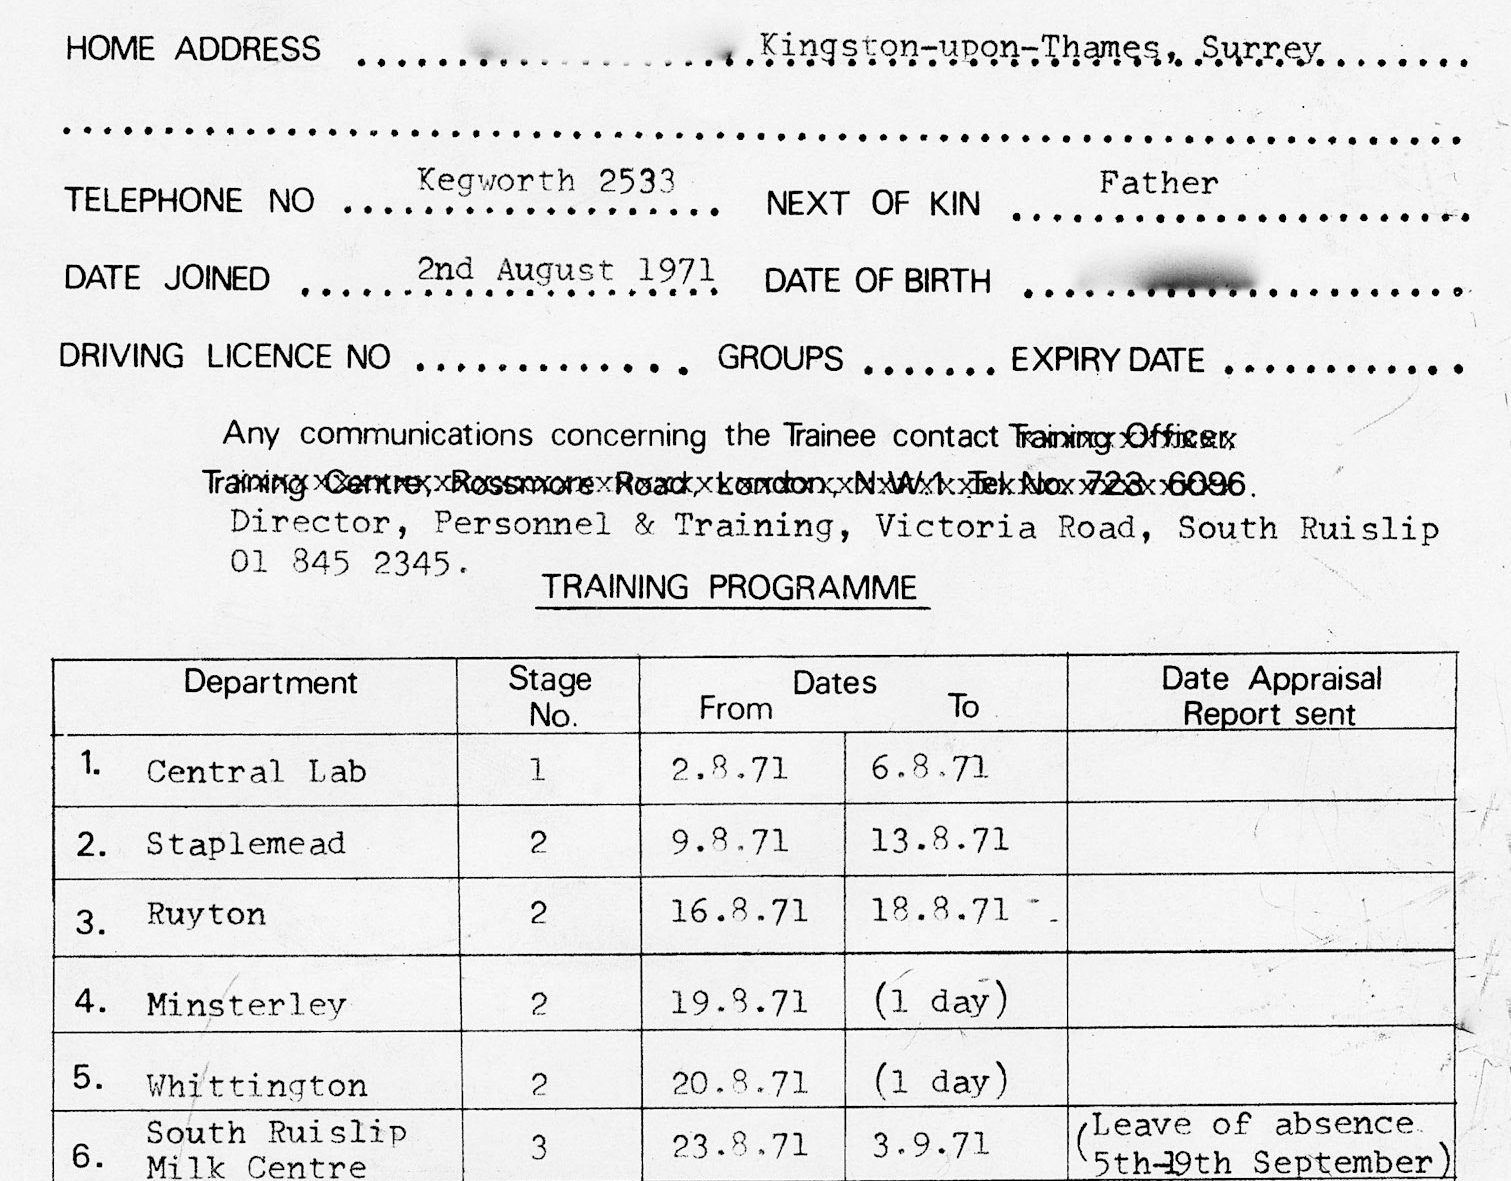 HOME ADDRESS ........................, Kingston-upon-Thames, Surrey........
......................................................................
TELEPHONE NO Kegworth 2533 NEXT OF KIN Father
DATE JOINED 2nd August 1971 DATE OF BIRTH ......................
DRIVING LICENCE NO .............. GROUPS ....... EXPIRY DATE ............
Any communications concerning the Trainee contact Training Officer,
Training Centre, Rossmore Road, London, N.W.1 Tel. No. 723 6096.
Director, Personnel & Training, Victoria Road, South Ruislip
01 845 2345.
TRAINING PROGRAMME
Department Stage No. Dates From To Date Appraisal Report sent
1. Central Lab 1 2.8.71 6.8.71
2. Staplemead 2 9.8.71 13.8.71
3. Ruyton 2 16.8.71 18.8.71
4. Minsterley 2 19.8.71 (1 day)
5. Whittington 2 20.8.71 (1 day)
6. South Ruislip Milk Centre 3 23.8.71 3.9.71 (Leave of absence 5th-19th September)